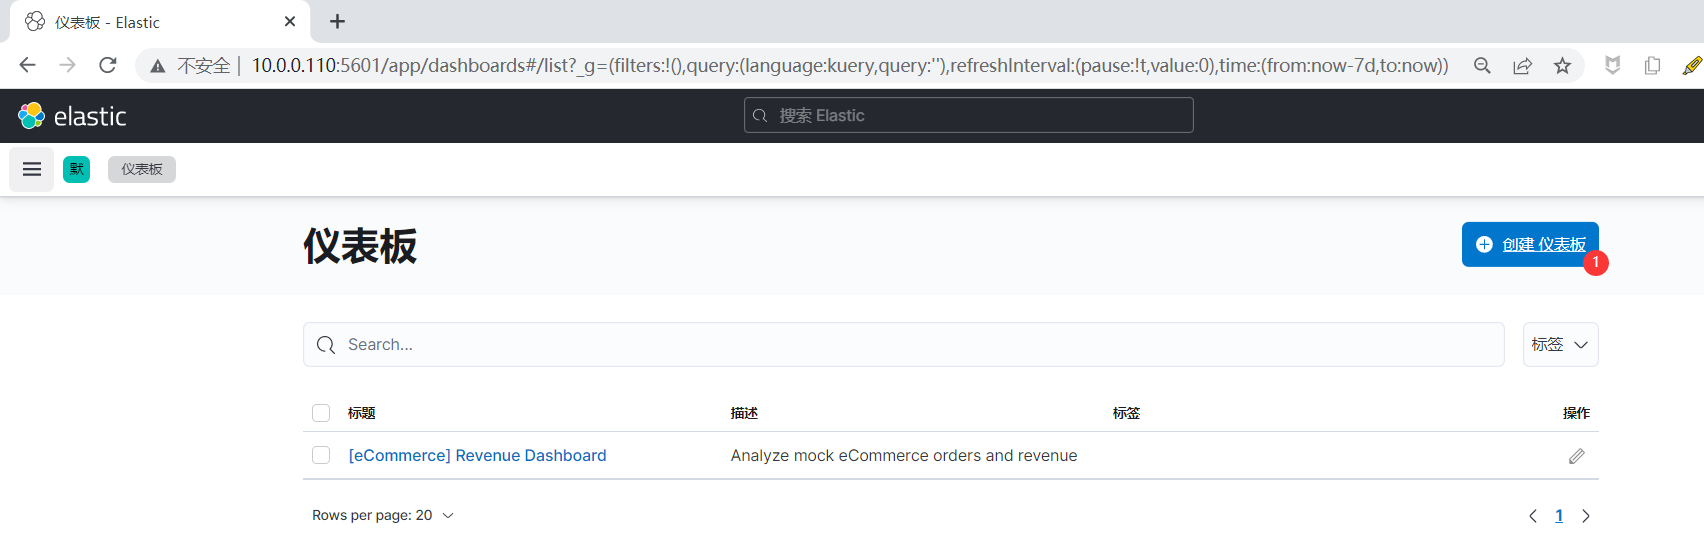 仪表板 - Elastic
不安全 | 10.0.0.110:5601/app/dashboards#/list?_g=(filters:!(),query:(language:kuery,query:''),refreshInterval:(pause:!t,value:0),time:(from:now-7d,to:now))
elastic
搜索 Elastic
默 仪表板
仪表板
创建 仪表板
1
Search...
标签
标题 描述 标签 操作
[eCommerce] Revenue Dashboard Analyze mock eCommerce orders and revenue
Rows per page: 20
1